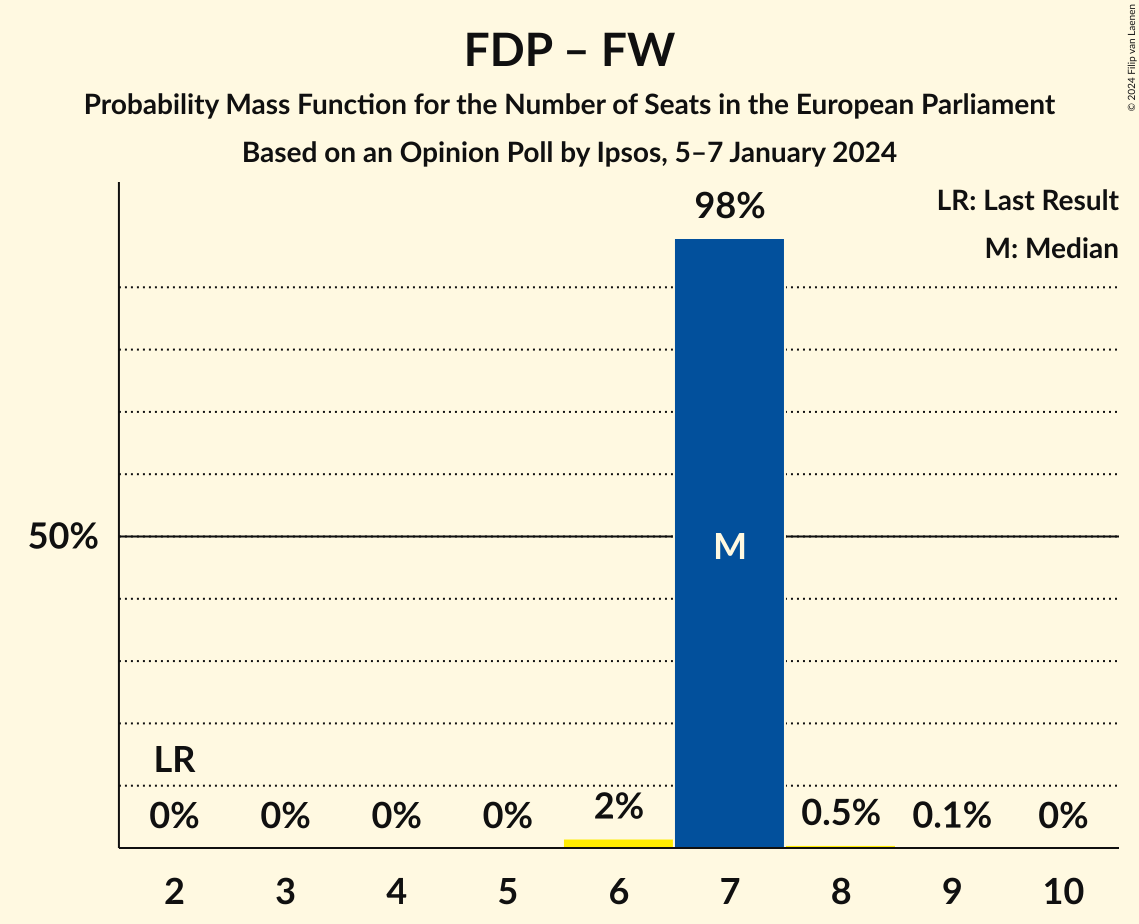 FDP – FW
Probability Mass Function for the Number of Seats in the European Parliament
Based on an Opinion Poll by Ipsos, 5–7 January 2024
© 2024 Filip van Laenen
LR: Last Result
M: Median
98%
50%
M
LR
0% 0% 0% 0% 2% 0.5% 0.1% 0%
2 3 4 5 6 7 8 9 10